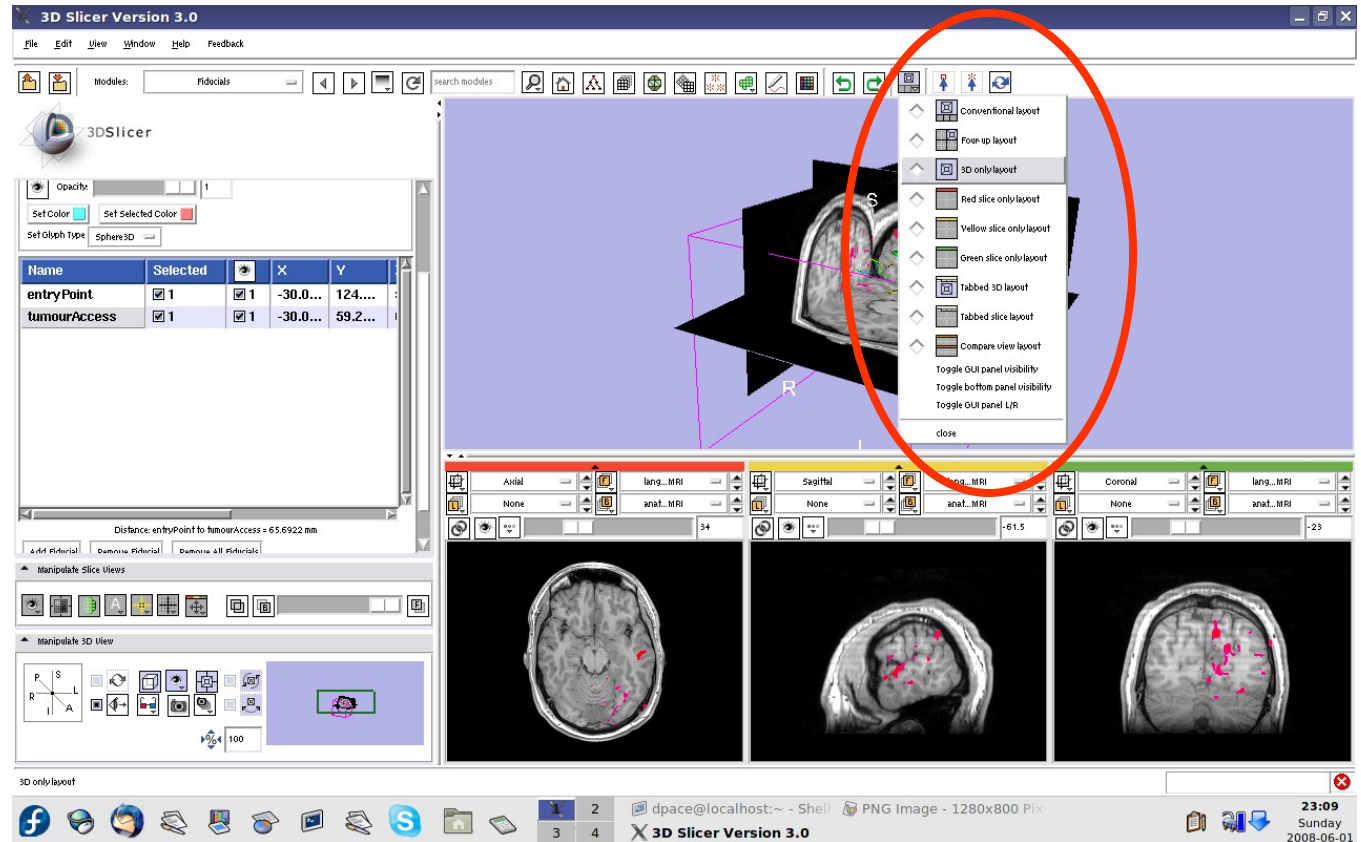 3D Slicer Version 3.0
File Edit View Window Help Feedback
Modules: Fiducials search modules
3DSlicer
Opacity: 1
Set Color Set Selected Color
Set Glyph Type Sphere3D
Name Selected X Y
entryPoint 1 1 -30.0... 124....
tumourAccess 1 1 -30.0... 59.2...
Distance: entryPoint to tumourAccess = 65.6922 mm
Add Fiducial Remove Fiducial Remove All Fiducials
Manipulate Slice Views
Manipulate 3D View
P S
R L
I A
100
S
R
Conventional layout
Four-up layout
3D only layout
Red slice only layout
Yellow slice only layout
Green slice only layout
Tabbed 3D layout
Tabbed slice layout
Compare view layout
Toggle GUI panel visibility
Toggle bottom panel visibility
Toggle GUI panel L/R
close
Axial lang...MRI
None anat...MRI
34
Sagittal lang...MRI
None anat...MRI
-61.5
Coronal lang...MRI
None anat...MRI
-23
3D only layout
1 2
3 4
dpace@localhost:~ - Shell
PNG Image - 1280x800 Pix
3D Slicer Version 3.0
23:09
Sunday
2008-06-01